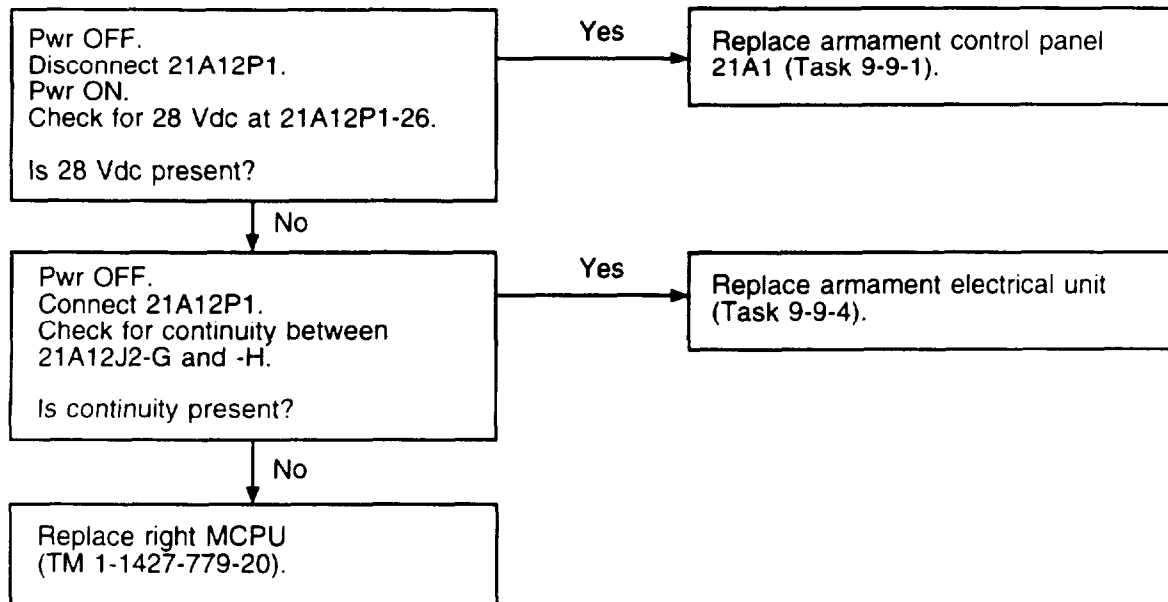 Pwr OFF.
Disconnect 21A12P1.
Pwr ON.
Check for 28 Vdc at 21A12P1-26.
Is 28 Vdc present?
Yes
Replace armament control panel
21A1 (Task 9-9-1).
No
Pwr OFF.
Connect 21A12P1.
Check for continuity between
21A12J2-G and -H.
Is continuity present?
Yes
Replace armament electrical unit
(Task 9-9-4).
No
Replace right MCPU
(TM 1-1427-779-20).